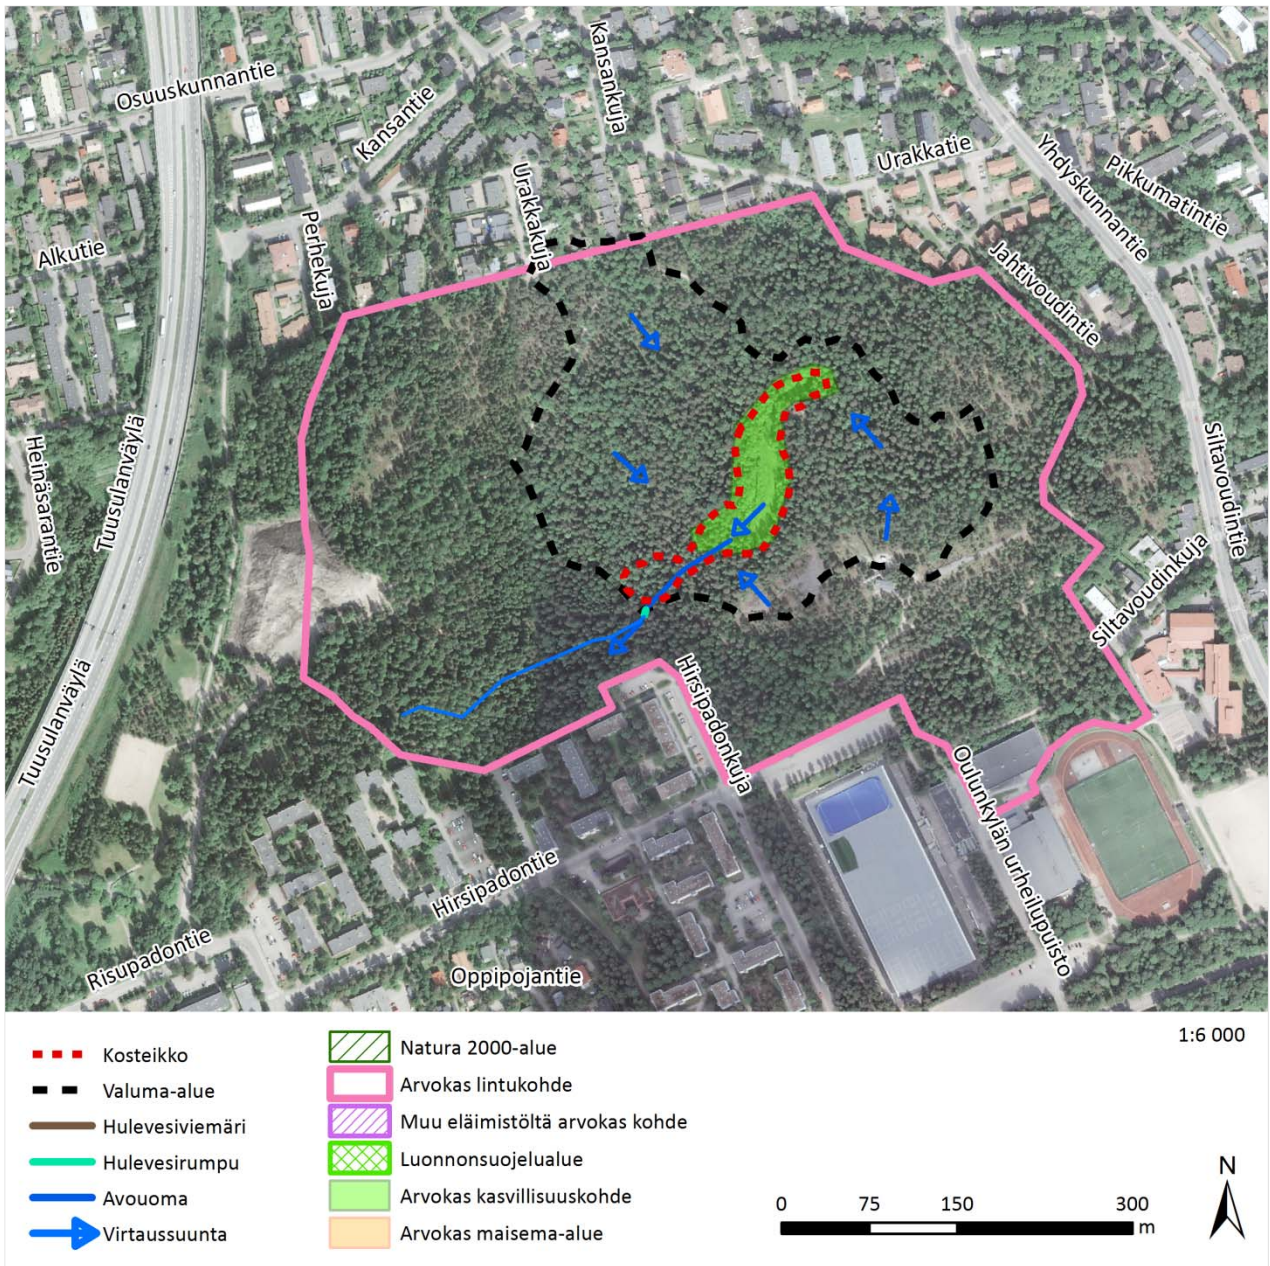 Osuuskunnantie
Kansantie
Kansankuja
Urakkatie
Yhdyskunnantie
Pikkumatintie
Alkutie
Perhekuja
Urakkakuja
Jahtivoudintie
Heinäsarantie
Tuusulanväylä
Siltavoudintie
Siltavoudinkuja
Tuusulanväylä
Hirsipadonkuja
Oulunkylän urheilupuisto
Hirsipadontie
Risupadontie
Oppipojantie
Kosteikko
Valuma-alue
Hulevesiviemäri
Hulevesirumpu
Avouoma
Virtaussuunta
Natura 2000-alue
Arvokas lintukohde
Muu eläimistöltä arvokas kohde
Luonnonsuojelualue
Arvokas kasvillisuuskohde
Arvokas maisema-alue
1:6 000
N
0 75 150 300
m